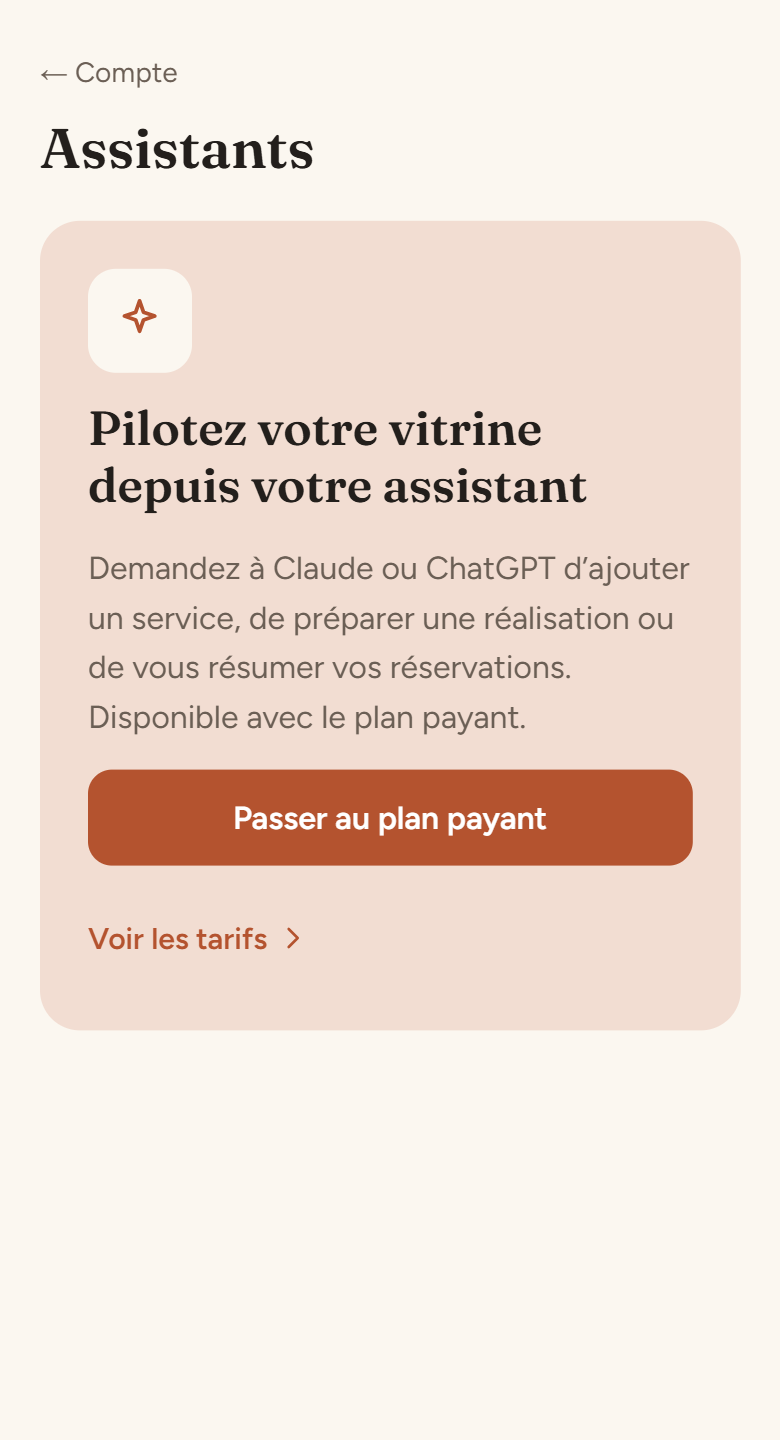 ← Compte
Assistants
Pilotez votre vitrine
depuis votre assistant
Demandez à Claude ou ChatGPT d’ajouter
un service, de préparer une réalisation ou
de vous résumer vos réservations.
Disponible avec le plan payant.
Passer au plan payant
Voir les tarifs